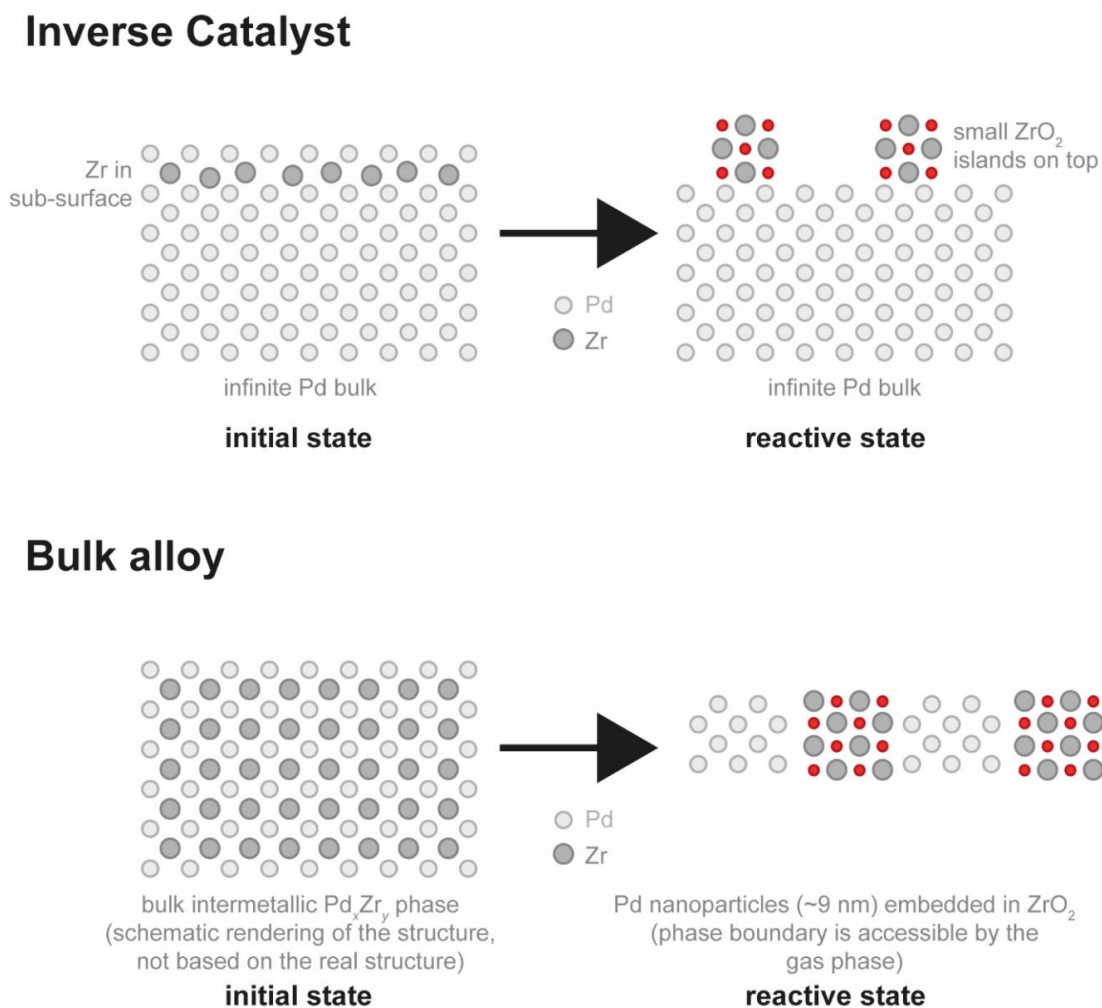 Inverse Catalyst
Zr in
sub-surface
small ZrO₂
islands on top
Pd
Zr
infinite Pd bulk
infinite Pd bulk
initial state
reactive state
Bulk alloy
Pd
Zr
bulk intermetallic PdₓZrᵧ phase
(schematic rendering of the structure,
not based on the real structure)
initial state
Pd nanoparticles (~9 nm) embedded in ZrO₂
(phase boundary is accessible by the
gas phase)
reactive state